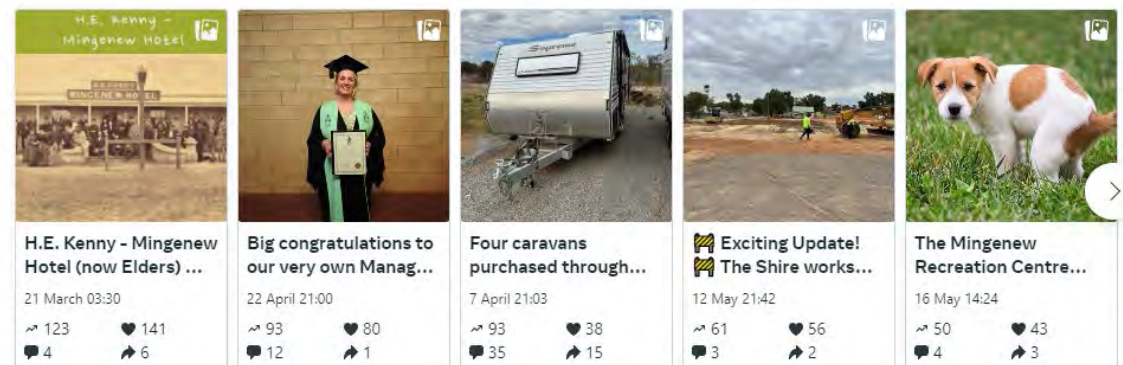 H.E. Kenny -
Mingenew Hotel
MINGENEW HOTEL
Supreme
H.E. Kenny - Mingenew
Hotel (now Elders) ...
21 March 03:30
123 141
4 6
Big congratulations to
our very own Manag...
22 April 21:00
93 80
12 1
Four caravans
purchased through...
7 April 21:03
93 38
35 15
🚧 Exciting Update!
🚧 The Shire works...
12 May 21:42
61 56
3 2
The Mingenew
Recreation Centre...
16 May 14:24
50 43
4 3